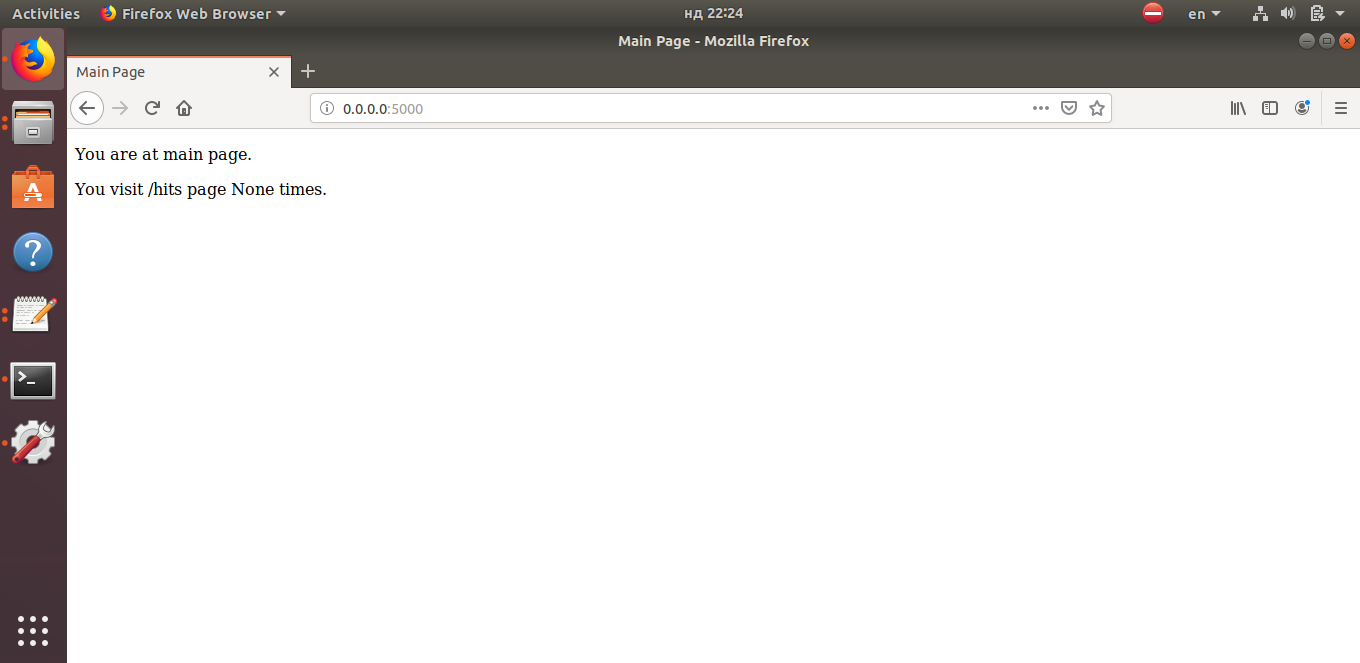 Activities Firefox Web Browser нд 22:24 en
Main Page - Mozilla Firefox
Main Page
0.0.0.0:5000
You are at main page.
You visit /hits page None times.